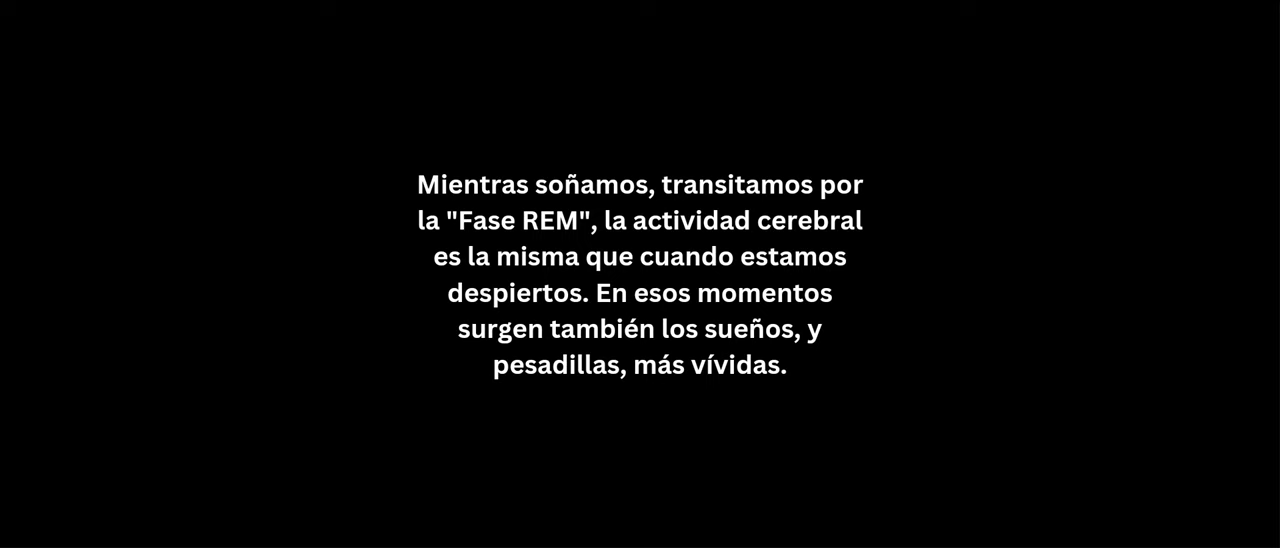 Mientras soñamos, transitamos por
la "Fase REM", la actividad cerebral
es la misma que cuando estamos
despiertos. En esos momentos
surgen también los sueños, y
pesadillas, más vívidas.